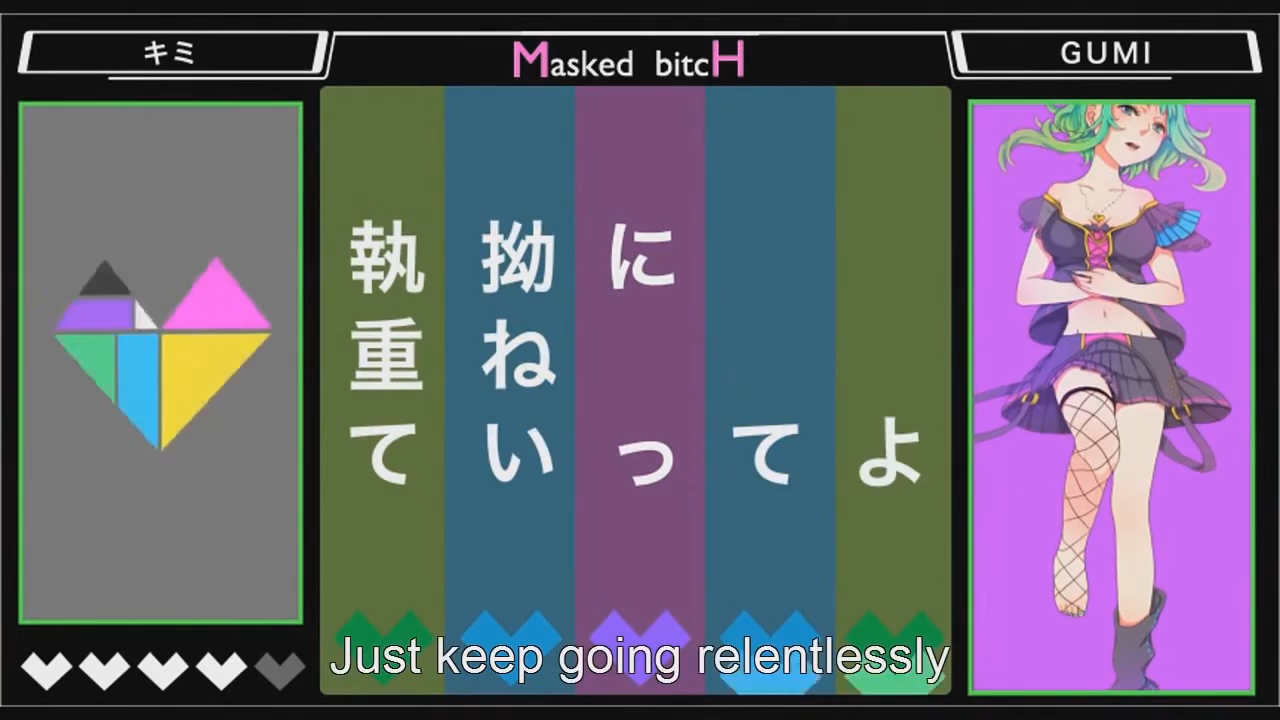 キミ
Masked bitcH
GUMI
執拗に
重ね
ていってよ
Just keep going relentlessly